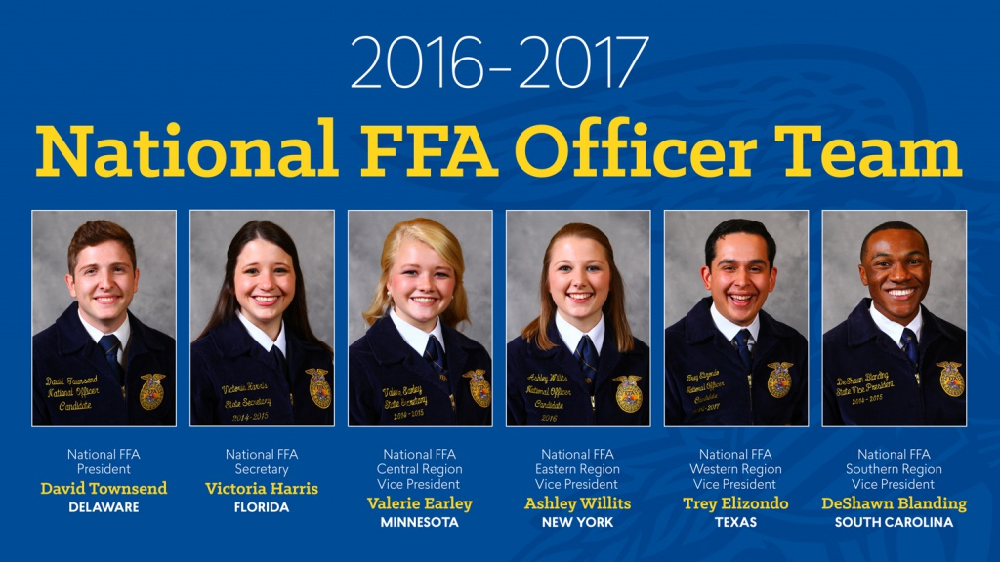 2016-2017
National FFA Officer Team
David Townsend
National Officer
Candidate
Victoria Harris
State Secretary
2014-2015
Valerie Earley
State Secretary
2014-2015
Ashley Willits
National Officer
Candidate
2016
Trey Elizondo
National Officer
Candidate
DeShawn Blanding
State Vice President
2014-2015
National FFA
President
David Townsend
DELAWARE
National FFA
Secretary
Victoria Harris
FLORIDA
National FFA
Central Region
Vice President
Valerie Earley
MINNESOTA
National FFA
Eastern Region
Vice President
Ashley Willits
NEW YORK
National FFA
Western Region
Vice President
Trey Elizondo
TEXAS
National FFA
Southern Region
Vice President
DeShawn Blanding
SOUTH CAROLINA